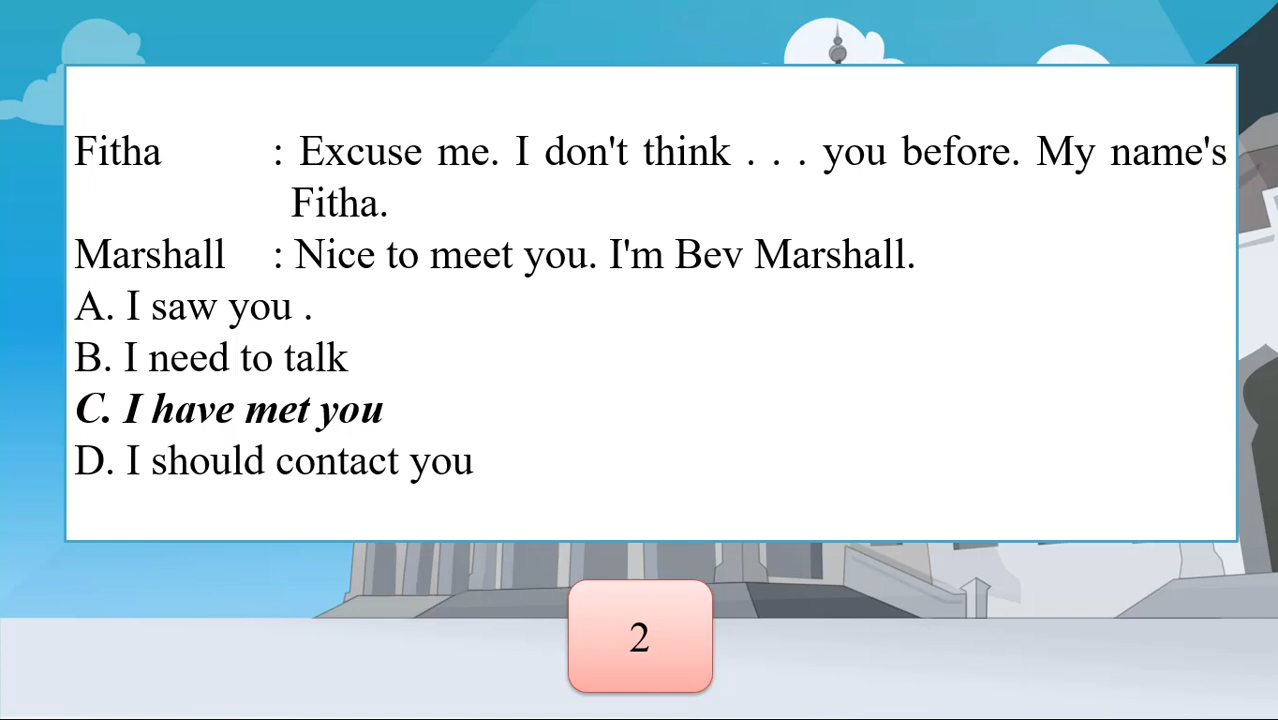 Fitha : Excuse me. I don't think . . . you before. My name's
Fitha.
Marshall : Nice to meet you. I'm Bev Marshall.
A. I saw you .
B. I need to talk
C. I have met you
D. I should contact you
2